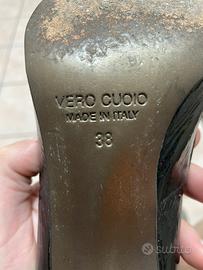 VERO CUOIO
MADE IN ITALY
38
subito